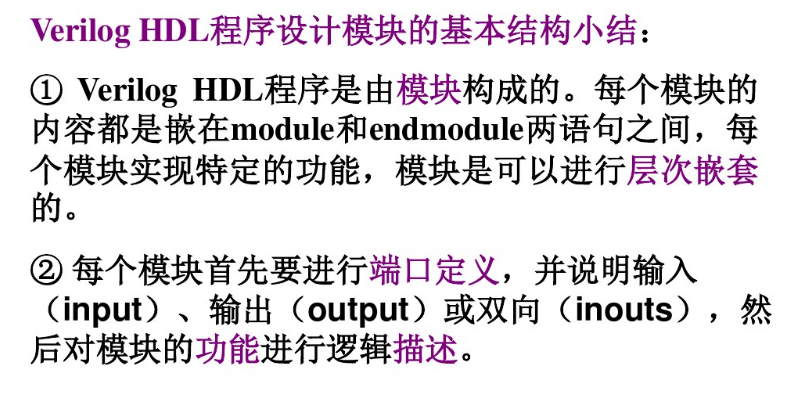 Verilog HDL程序设计模块的基本结构小结：
① Verilog HDL程序是由模块构成的。每个模块的
内容都是嵌在module和endmodule两语句之间，每
个模块实现特定的功能，模块是可以进行层次嵌套
的。
② 每个模块首先要进行端口定义，并说明输入
（input）、输出（output）或双向（inouts），然
后对模块的功能进行逻辑描述。